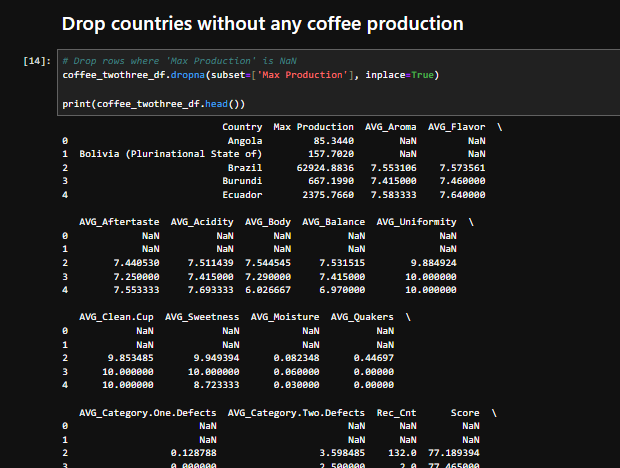 Drop countries without any coffee production
[14]: # Drop rows where 'Max Production' is NaN
coffee_twothree_df.dropna(subset=['Max Production'], inplace=True)
print(coffee_twothree_df.head())
Country Max Production AVG_Aroma AVG_Flavor \
0 Angola 85.3440 NaN NaN
1 Bolivia (Plurinational State of) 157.7020 NaN NaN
2 Brazil 62924.8836 7.553106 7.573561
3 Burundi 667.1990 7.415000 7.460000
4 Ecuador 2375.7660 7.583333 7.640000
AVG_Aftertaste AVG_Acidity AVG_Body AVG_Balance AVG_Uniformity \
0 NaN NaN NaN NaN NaN
1 NaN NaN NaN NaN NaN
2 7.440530 7.511439 7.544545 7.531515 9.884924
3 7.250000 7.415000 7.290000 7.415000 10.000000
4 7.553333 7.693333 6.026667 6.970000 10.000000
AVG_Clean.Cup AVG_Sweetness AVG_Moisture AVG_Quakers \
0 NaN NaN NaN NaN
1 NaN NaN NaN NaN
2 9.853485 9.949394 0.082348 0.44697
3 10.000000 10.000000 0.060000 0.00000
4 10.000000 8.723333 0.030000 0.00000
AVG_Category.One.Defects AVG_Category.Two.Defects Rec_Cnt Score \
0 NaN NaN NaN NaN
1 NaN NaN NaN NaN
2 0.128788 3.598485 132.0 77.189394
3 0.000000 2.500000 2.0 77.465000